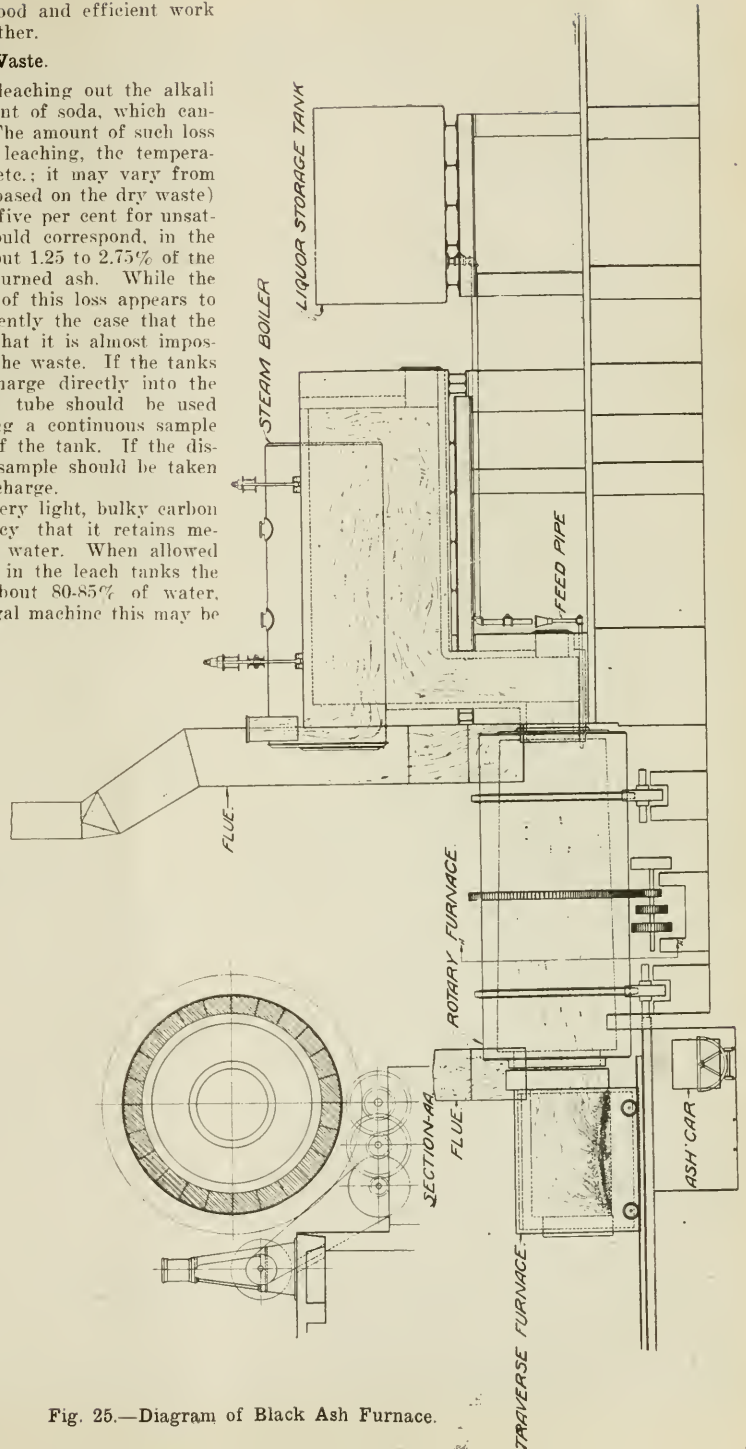 ood and efficient work
ther.
Waste.
leaching out the alkali
nt of soda, which can-
The amount of such loss
leaching, the tempera-
etc.; it may vary from
based on the dry waste)
five per cent for unsat-
ould correspond, in the
out 1.25 to 2.75% of the
urned ash. While the
of this loss appears to
ently the case that the
hat it is almost impos-
he waste. If the tanks
harge directly into the
tube should be used
g a continuous sample
f the tank. If the dis-
sample should be taken
charge.
ery light, bulky carbon
cy that it retains me-
water. When allowed
in the leach tanks the
bout 80-85% of water,
gal machine this may be
LIQUOR STORAGE TANK
STEAM BOILER
FEED PIPE
FLUE
ROTARY FURNACE
SECTION-AA
FLUE
ASH CAR
TRAVERSE FURNACE
Fig. 25.—Diagram of Black Ash Furnace.